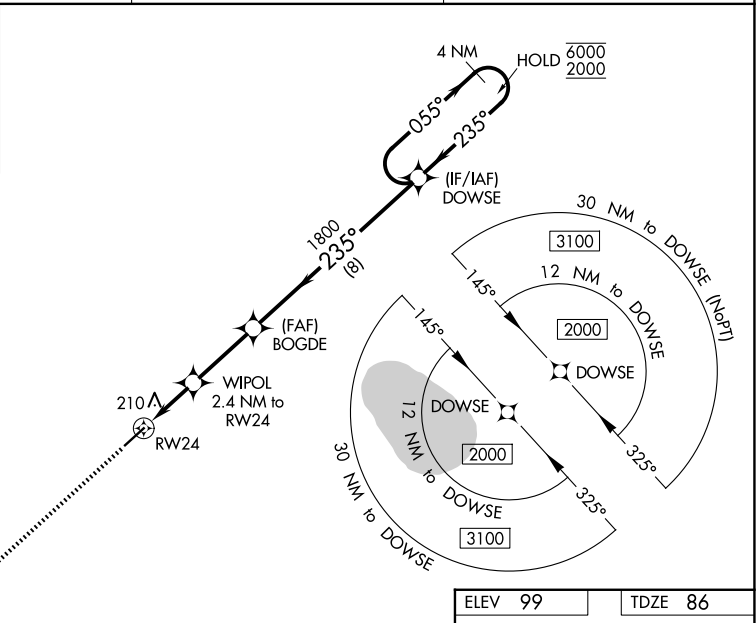 4 NM
HOLD 6000
2000
055°
235°
(IF/IAF)
DOWSE
1800
235°
(8)
(FAF)
BOGDE
WIPOL
2.4 NM to
RW24
210
RW24
30 NM to DOWSE (NoPT)
3100
145°
12 NM to DOWSE
2000
DOWSE
325°
145°
DOWSE
12 NM to DOWSE
2000
30 NM to DOWSE
3100
325°
ELEV 99
TDZE 86